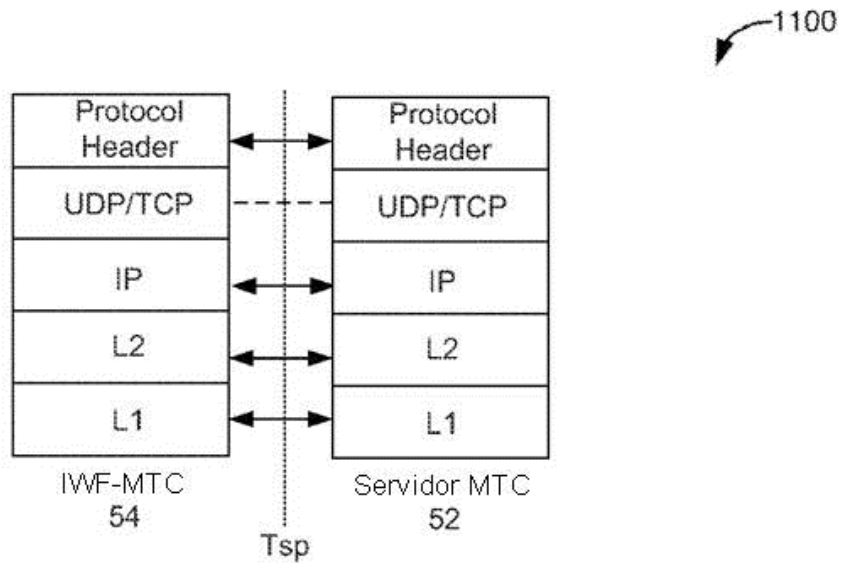 1100
Protocol
Header
UDP/TCP
IP
L2
L1
IWF-MTC
54
Protocol
Header
UDP/TCP
IP
L2
L1
Servidor MTC
52
Tsp